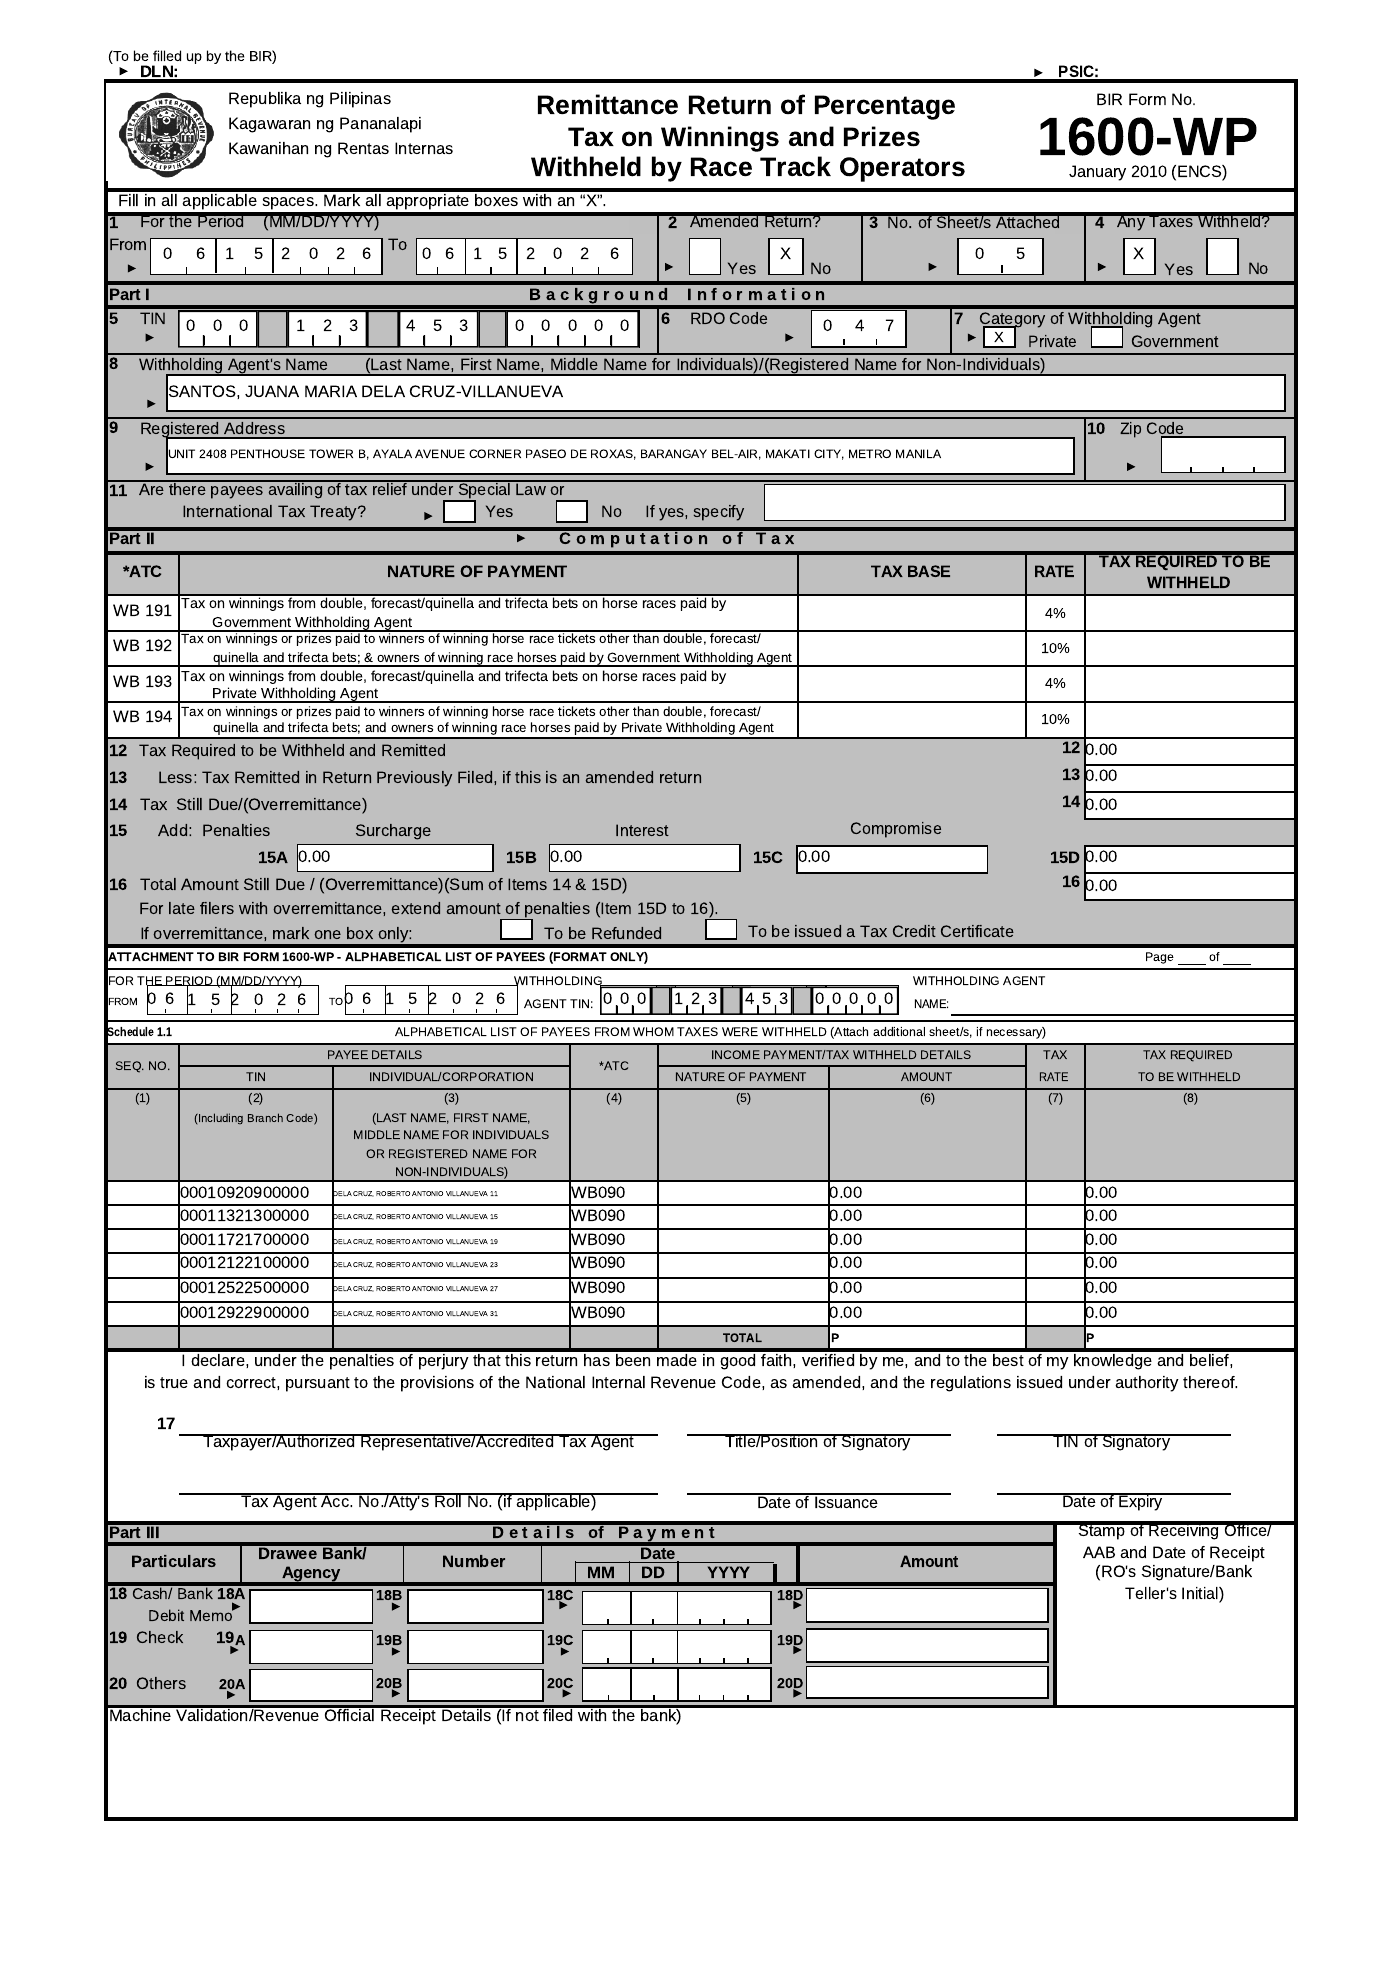 (To be filled up by the BIR)
► DLN: ► PSIC:
Republika ng Pilipinas
Kagawaran ng Pananalapi
Kawanihan ng Rentas Internas
Remittance Return of Percentage
Tax on Winnings and Prizes
Withheld by Race Track Operators
BIR Form No.
1600-WP
January 2010 (ENCS)
Fill in all applicable spaces. Mark all appropriate boxes with an “X”.
1 For the Period (MM/DD/YYYY) 2 Amended Return? 3 No. of Sheet/s Attached 4 Any Taxes Withheld?
From ► 0 6 1 5 2 0 2 6 To 0 6 1 5 2 0 2 6 ► Yes X No ► 0 5 ► X Yes No
Part I Background Information
5 TIN ► 0 0 0 1 2 3 4 5 3 0 0 0 0 0 6 RDO Code ► 0 4 7 7 Category of Withholding Agent
► X Private Government
8 Withholding Agent's Name (Last Name, First Name, Middle Name for Individuals)/(Registered Name for Non-Individuals)
► SANTOS, JUANA MARIA DELA CRUZ-VILLANUEVA
9 Registered Address 10 Zip Code
► UNIT 2408 PENTHOUSE TOWER B, AYALA AVENUE CORNER PASEO DE ROXAS, BARANGAY BEL-AIR, MAKATI CITY, METRO MANILA ►
11 Are there payees availing of tax relief under Special Law or
International Tax Treaty? ► Yes No If yes, specify
Part II ► Computation of Tax
*ATC NATURE OF PAYMENT TAX BASE RATE TAX REQUIRED TO BE WITHHELD
WB 191 Tax on winnings from double, forecast/quinella and trifecta bets on horse races paid by
Government Withholding Agent 4%
WB 192 Tax on winnings or prizes paid to winners of winning horse race tickets other than double, forecast/
quinella and trifecta bets; & owners of winning race horses paid by Government Withholding Agent 10%
WB 193 Tax on winnings from double, forecast/quinella and trifecta bets on horse races paid by
Private Withholding Agent 4%
WB 194 Tax on winnings or prizes paid to winners of winning horse race tickets other than double, forecast/
quinella and trifecta bets; and owners of winning race horses paid by Private Withholding Agent 10%
12 Tax Required to be Withheld and Remitted 12 0.00
13 Less: Tax Remitted in Return Previously Filed, if this is an amended return 13 0.00
14 Tax Still Due/(Overremittance) 14 0.00
15 Add: Penalties Surcharge Interest Compromise
15A 0.00 15B 0.00 15C 0.00 15D 0.00
16 Total Amount Still Due / (Overremittance)(Sum of Items 14 & 15D) 16 0.00
For late filers with overremittance, extend amount of penalties (Item 15D to 16).
If overremittance, mark one box only: To be Refunded To be issued a Tax Credit Certificate
ATTACHMENT TO BIR FORM 1600-WP - ALPHABETICAL LIST OF PAYEES (FORMAT ONLY) Page ____ of ____
FOR THE PERIOD (MM/DD/YYYY) WITHHOLDING WITHHOLDING AGENT
FROM 0 6 1 5 2 0 2 6 TO 0 6 1 5 2 0 2 6 AGENT TIN: 0 0 0 1 2 3 4 5 3 0 0 0 0 0 NAME:
Schedule 1.1 ALPHABETICAL LIST OF PAYEES FROM WHOM TAXES WERE WITHHELD (Attach additional sheet/s, if necessary)
SEQ. NO. PAYEE DETAILS *ATC INCOME PAYMENT/TAX WITHHELD DETAILS TAX TAX REQUIRED
TIN INDIVIDUAL/CORPORATION NATURE OF PAYMENT AMOUNT RATE TO BE WITHHELD
(1) (2) (3) (4) (5) (6) (7) (8)
(Including Branch Code) (LAST NAME, FIRST NAME,
MIDDLE NAME FOR INDIVIDUALS
OR REGISTERED NAME FOR
NON-INDIVIDUALS)
00010920900000 DELA CRUZ, ROBERTO ANTONIO VILLANUEVA 11 WB090 0.00 0.00
00011321300000 DELA CRUZ, ROBERTO ANTONIO VILLANUEVA 15 WB090 0.00 0.00
00011721700000 DELA CRUZ, ROBERTO ANTONIO VILLANUEVA 19 WB090 0.00 0.00
00012122100000 DELA CRUZ, ROBERTO ANTONIO VILLANUEVA 23 WB090 0.00 0.00
00012522500000 DELA CRUZ, ROBERTO ANTONIO VILLANUEVA 27 WB090 0.00 0.00
00012922900000 DELA CRUZ, ROBERTO ANTONIO VILLANUEVA 31 WB090 0.00 0.00
TOTAL P P
I declare, under the penalties of perjury that this return has been made in good faith, verified by me, and to the best of my knowledge and belief,
is true and correct, pursuant to the provisions of the National Internal Revenue Code, as amended, and the regulations issued under authority thereof.
17
Taxpayer/Authorized Representative/Accredited Tax Agent Title/Position of Signatory TIN of Signatory
Tax Agent Acc. No./Atty's Roll No. (if applicable) Date of Issuance Date of Expiry
Part III Details of Payment
Particulars Drawee Bank/ Agency Number Date MM DD YYYY Amount
Stamp of Receiving Office/
AAB and Date of Receipt
(RO's Signature/Bank
Teller's Initial)
18 Cash/ Bank 18A 18B 18C 18D
Debit Memo
19 Check 19A 19B 19C 19D
20 Others 20A 20B 20C 20D
Machine Validation/Revenue Official Receipt Details (If not filed with the bank)